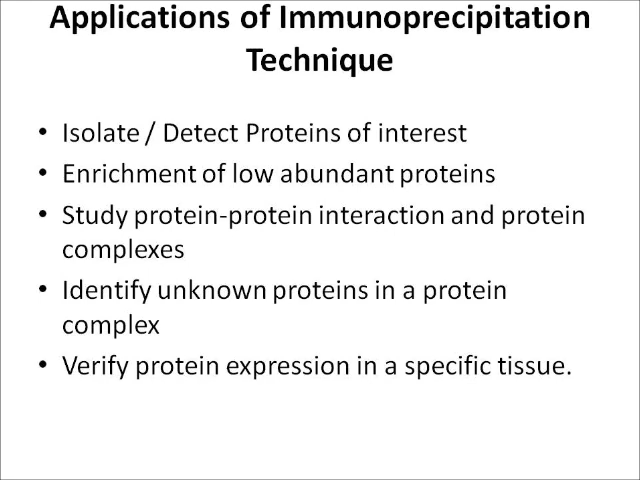 Applications of Immunoprecipitation
Technique
• Isolate / Detect Proteins of interest
• Enrichment of low abundant proteins
• Study protein-protein interaction and protein
complexes
• Identify unknown proteins in a protein
complex
• Verify protein expression in a specific tissue.